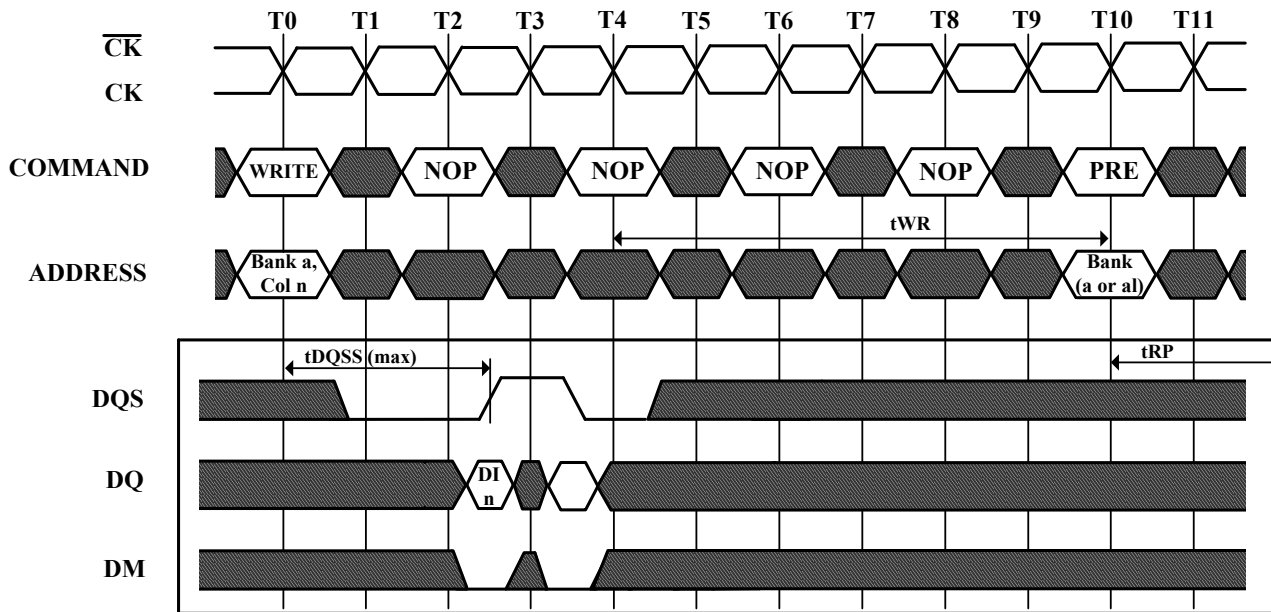 T0 T1 T2 T3 T4 T5 T6 T7 T8 T9 T10 T11
CK
CK
COMMAND WRITE NOP NOP NOP NOP PRE
tWR
ADDRESS Bank a, Col n Bank (a or al)
tDQSS (max) tRP
DQS
DQ DI n
DM